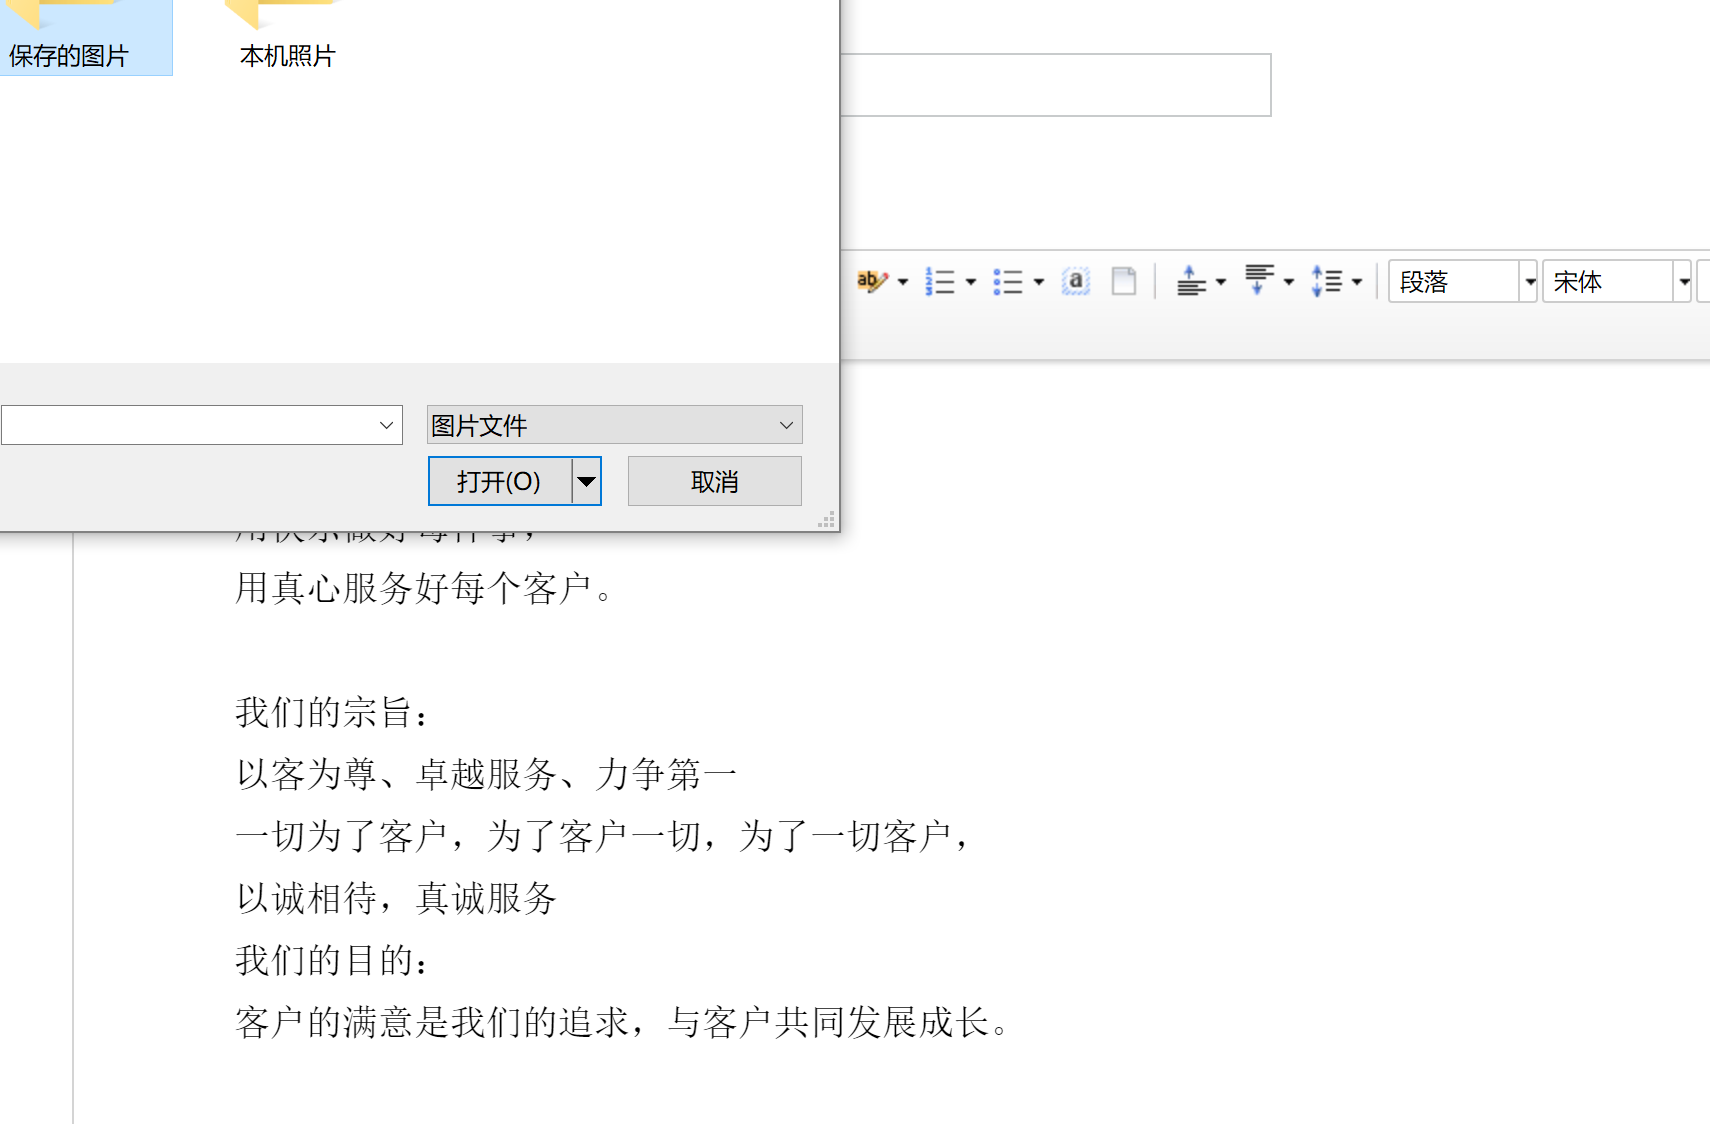 保存的图片
本机照片
段落
宋体
图片文件
打开(O)
取消
用真心服务好每个客户。
我们的宗旨：
以客为尊、卓越服务、力争第一
一切为了客户，为了客户一切，为了一切客户，
以诚相待，真诚服务
我们的目的：
客户的满意是我们的追求，与客户共同发展成长。